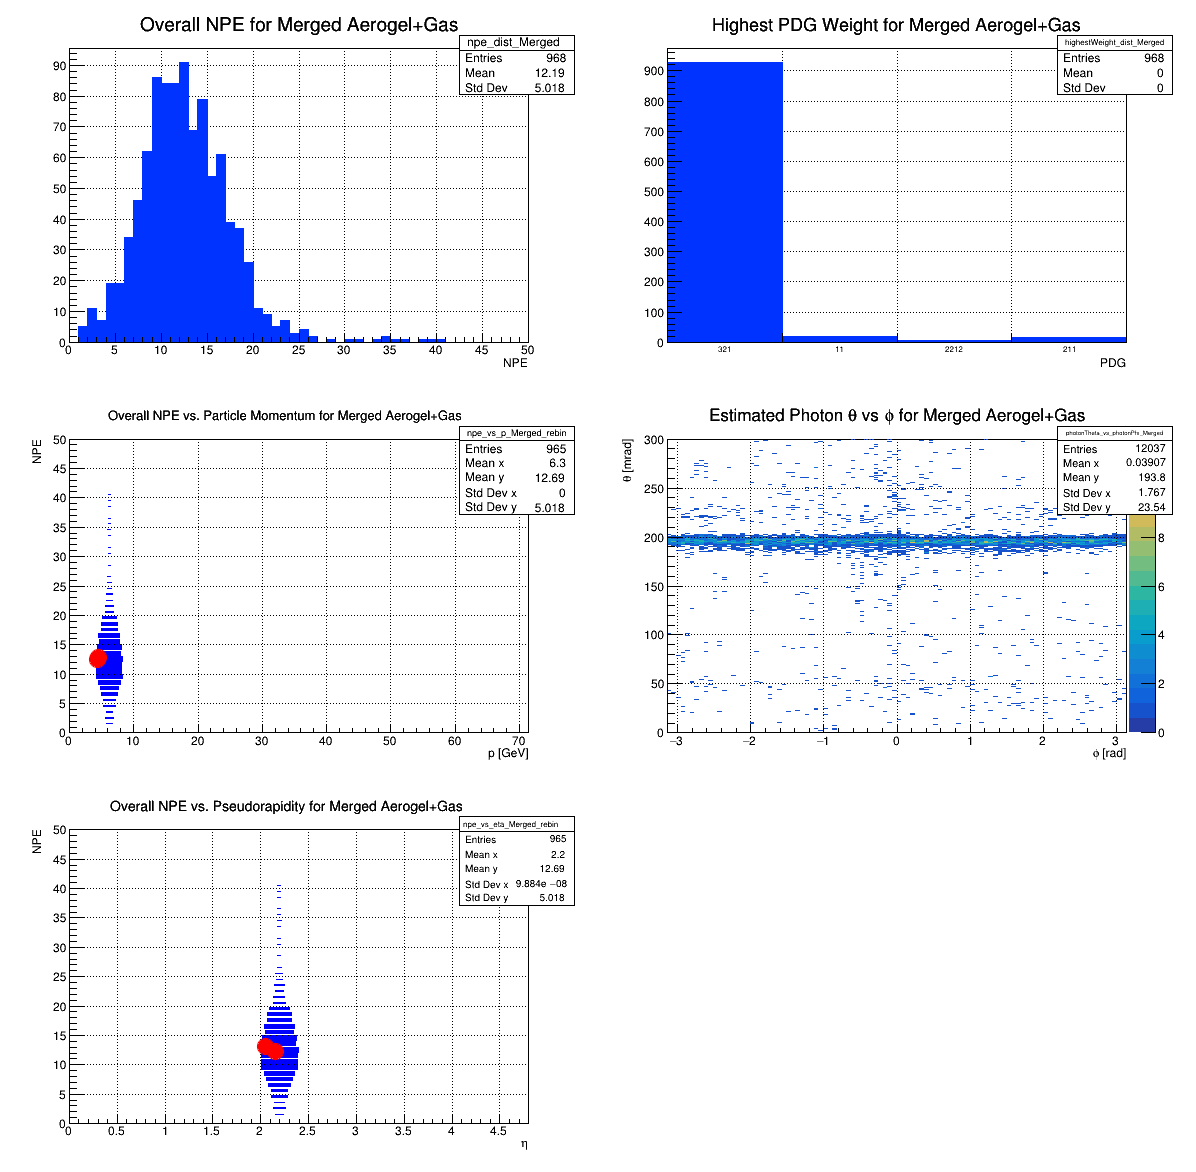 Overall NPE for Merged Aerogel+Gas
npe_dist_Merged
Entries 968
Mean 12.19
Std Dev 5.018
90
80
70
60
50
40
30
20
10
0
0 5 10 15 20 25 30 35 40 45 50
NPE
Highest PDG Weight for Merged Aerogel+Gas
highestWeight_dist_Merged
Entries 968
Mean 0
Std Dev 0
900
800
700
600
500
400
300
200
100
0
321 11 2212 211
PDG
Overall NPE vs. Particle Momentum for Merged Aerogel+Gas
npe_vs_p_Merged_rebin
Entries 965
Mean x 6.3
Mean y 12.69
Std Dev x 0
Std Dev y 5.018
NPE
50
45
40
35
30
25
20
15
10
5
0
0 10 20 30 40 50 60 70
p [GeV]
Estimated Photon θ vs ϕ for Merged Aerogel+Gas
photonTheta_vs_photonPhi_Merged
Entries 12037
Mean x 0.03907
Mean y 193.8
Std Dev x 1.767
Std Dev y 23.54
θ [mrad]
300
250
200
150
100
50
0
−3 −2 −1 0 1 2 3
ϕ [rad]
8
6
4
2
0
Overall NPE vs. Pseudorapidity for Merged Aerogel+Gas
npe_vs_eta_Merged_rebin
Entries 965
Mean x 2.2
Mean y 12.69
Std Dev x 9.884e −08
Std Dev y 5.018
NPE
50
45
40
35
30
25
20
15
10
5
0
0 0.5 1 1.5 2 2.5 3 3.5 4 4.5
η